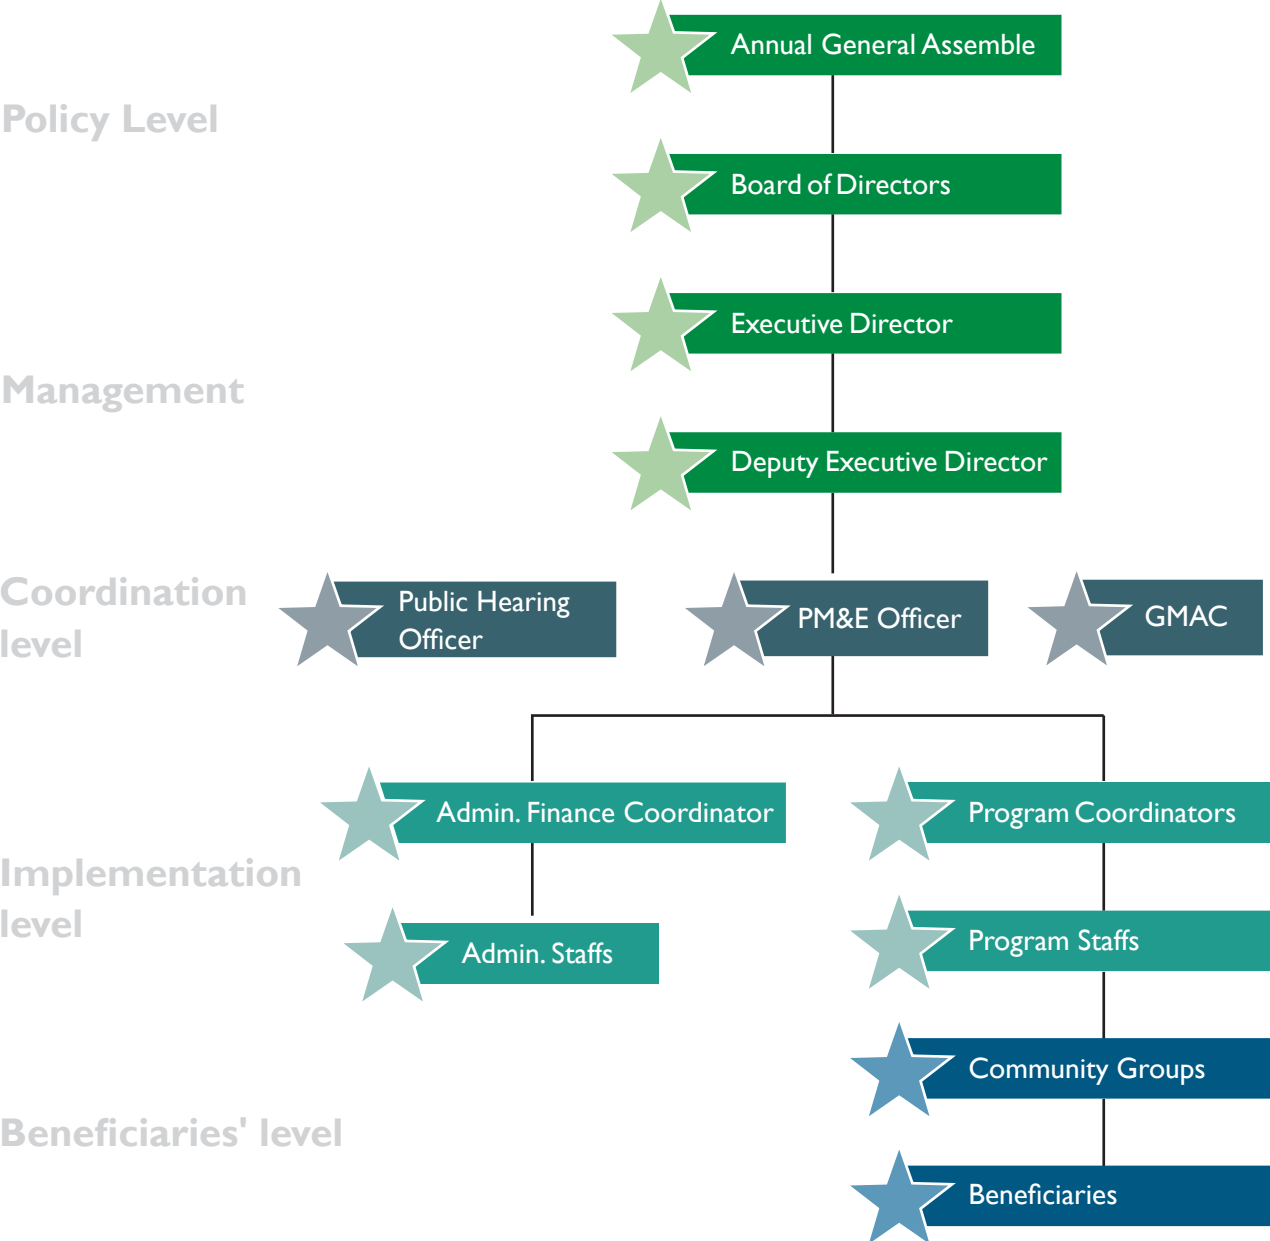 Annual General Assemble
Policy Level
Board of Directors
Executive Director
Management
Deputy Executive Director
Coordination
level
Public Hearing
Officer
PM&E Officer
GMAC
Admin. Finance Coordinator
Program Coordinators
Implementation
level
Admin. Staffs
Program Staffs
Community Groups
Beneficiaries' level
Beneficiaries